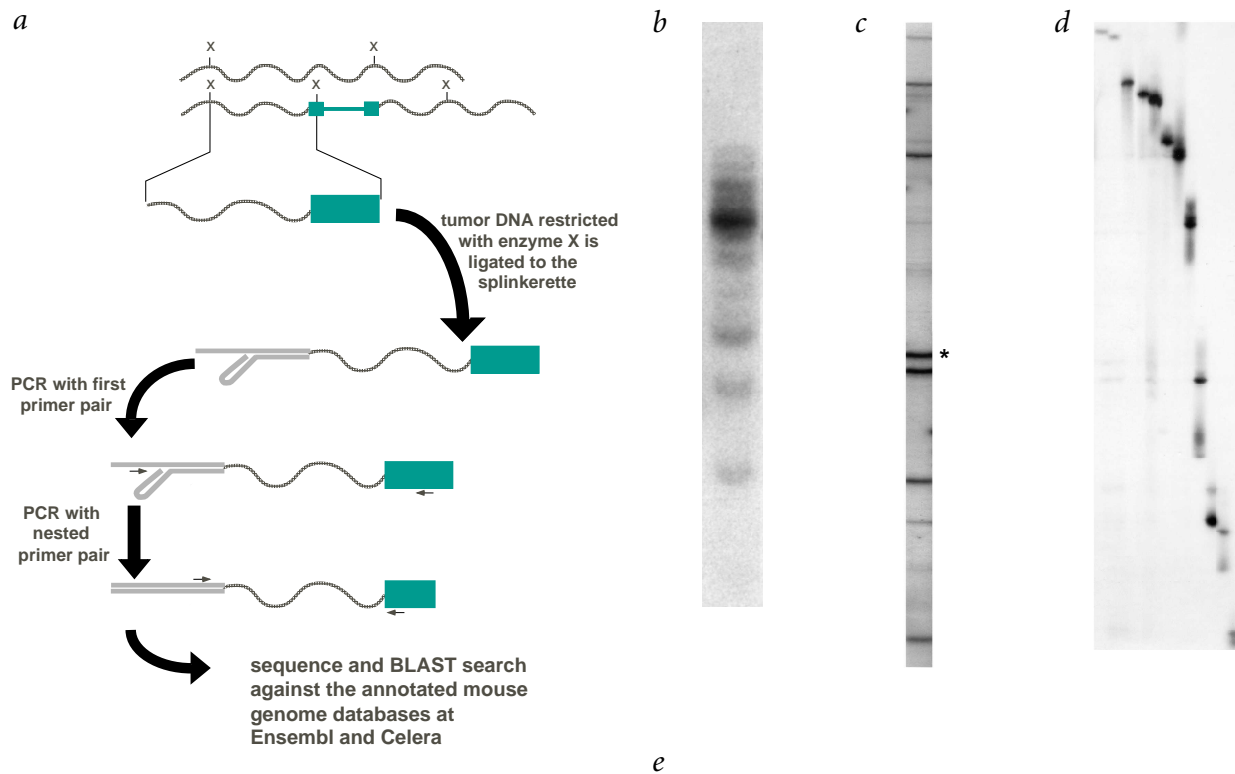 a
b
c
d
X
X
X
X
X
tumor DNA restricted
with enzyme X is
ligated to the
splinkerette
*
PCR with first
primer pair
PCR with
nested
primer pair
sequence and BLAST search
against the annotated mouse
genome databases at
Ensembl and Celera
e